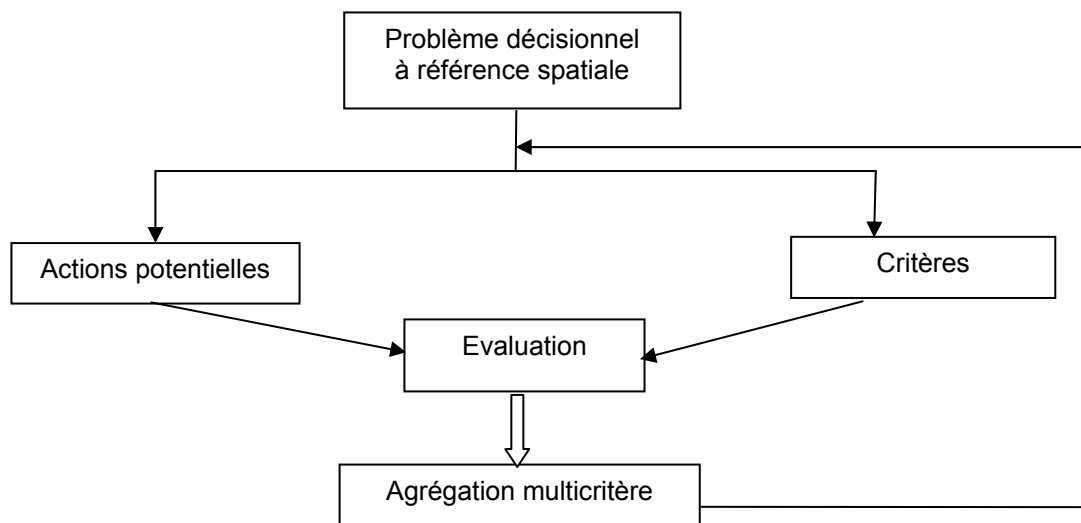 Problème décisionnel
à référence spatiale
Actions potentielles
Critères
Evaluation
Agrégation multicritère